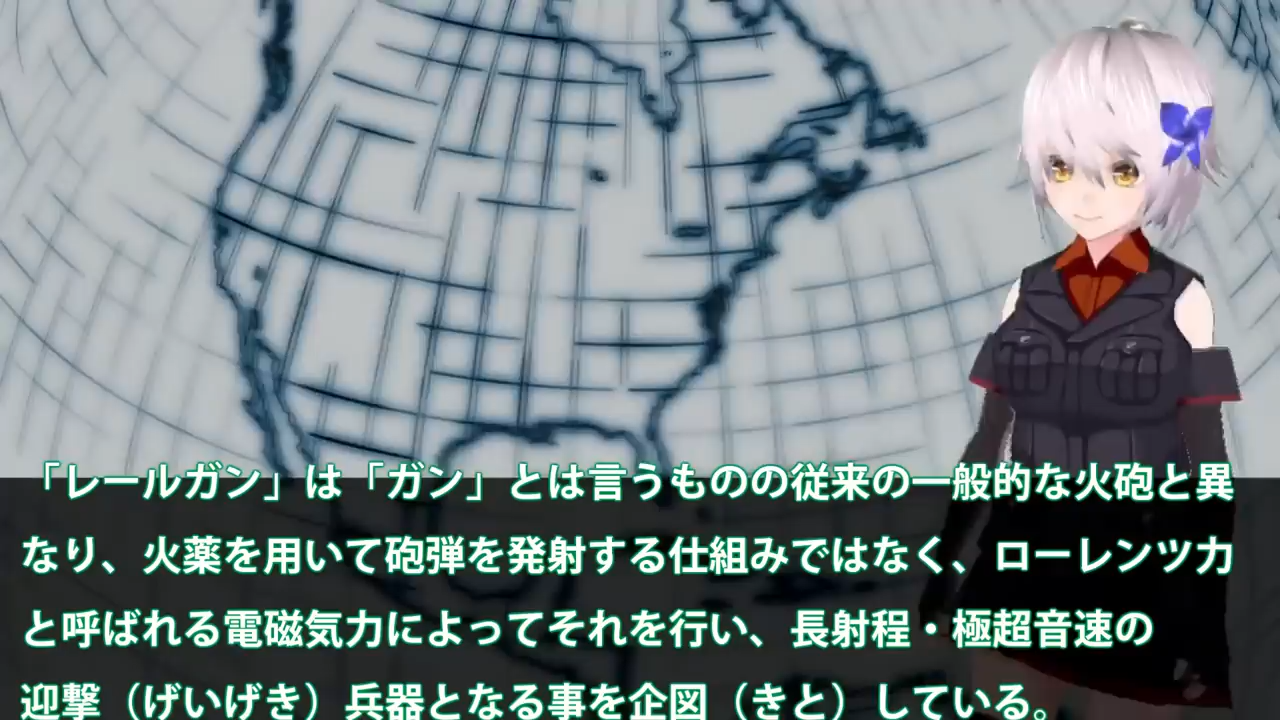 「レールガン」は「ガン」とは言うものの従来の一般的な火砲と異
なり、火薬を用いて砲弾を発射する仕組みではなく、ローレンツ力
と呼ばれる電磁気力によってそれを行い、長射程・極超音速の
迎撃（げいげき）兵器となる事を企図（きと）している。